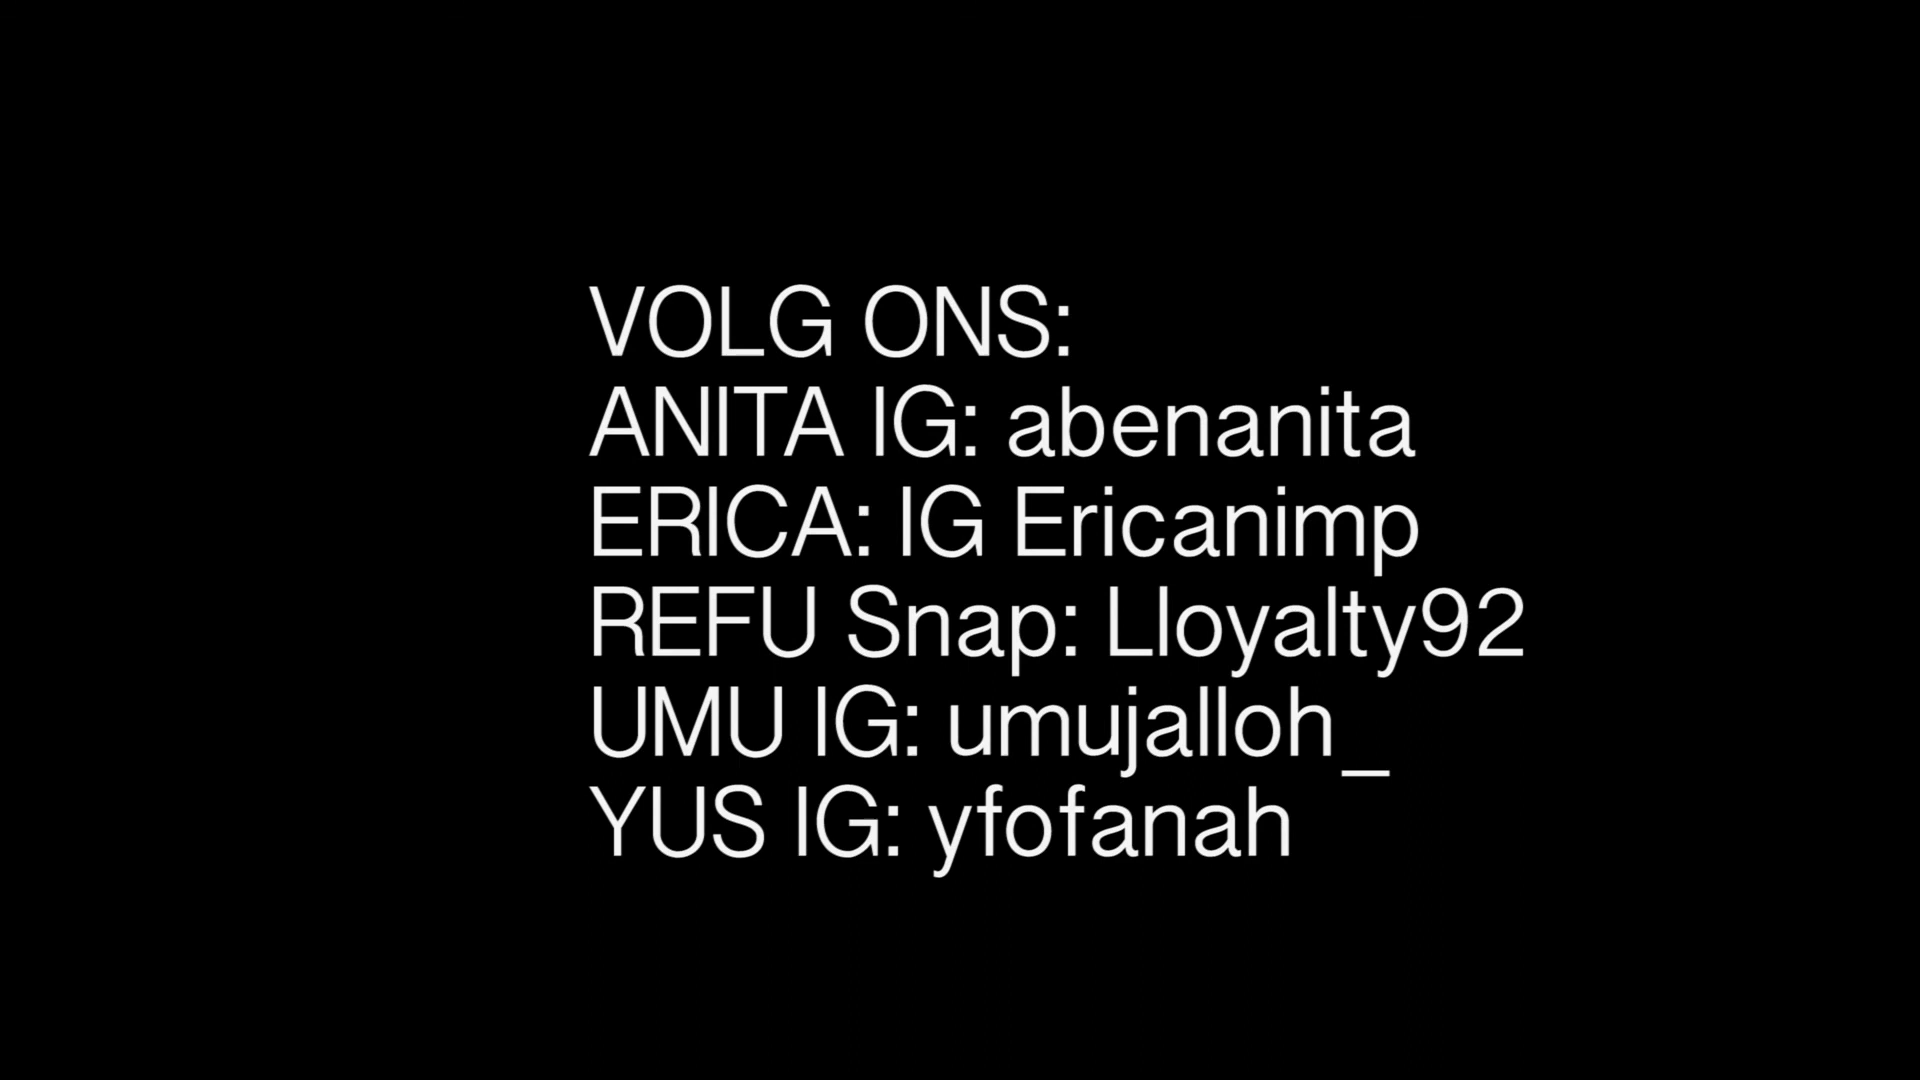 VOLG ONS:
ANITA IG: abenanita
ERICA: IG Ericanimp
REFU Snap: Lloyalty92
UMU IG: umujalloh_
YUS IG: yfofanah